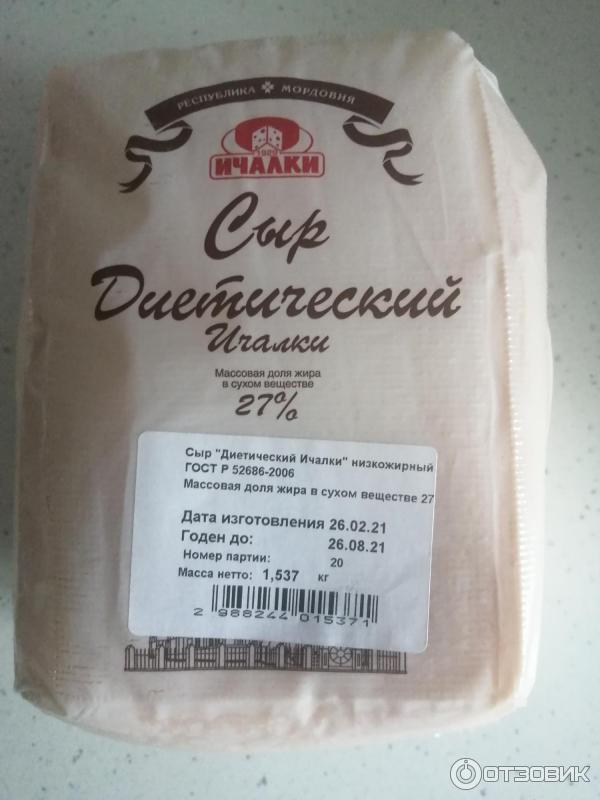 РЕСПУБЛИКА МОРДОВИЯ
1929
ИЧАЛКИ
Сыр
Диетический
Ичалки
Массовая доля жира
в сухом веществе
27%
Сыр "Диетический Ичалки" низкожирный
ГОСТ Р 52686-2006
Массовая доля жира в сухом веществе 27
Дата изготовления 26.02.21
Годен до: 26.08.21
Номер партии: 20
Масса нетто: 1,537 кг
2 988244 015371
ОТЗОВИК